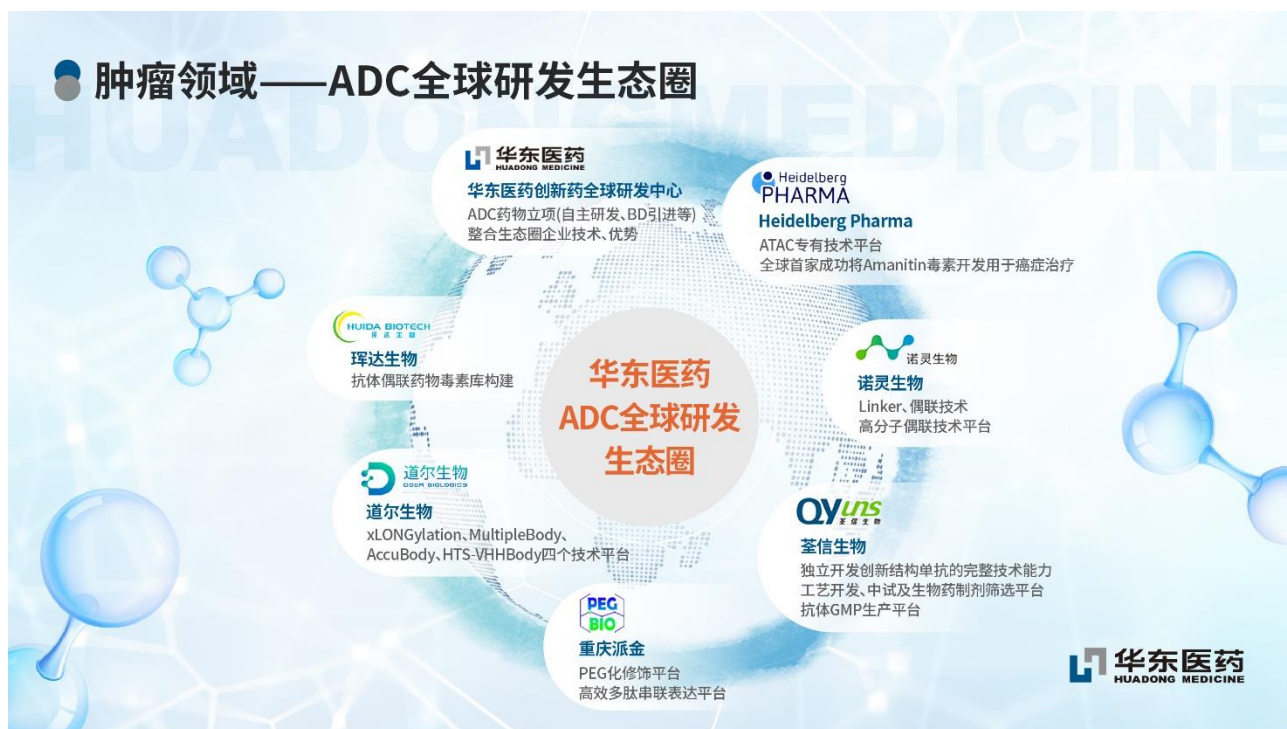 肿瘤领域——ADC全球研发生态圈
HUADONG MEDICINE
华东医药
HUADONG MEDICINE
华东医药创新药全球研发中心
ADC药物立项(自主研发、BD引进等)
整合生态圈企业技术、优势
Heidelberg
PHARMA
Heidelberg Pharma
ATAC专有技术平台
全球首家成功将Amanitin毒素开发用于癌症治疗
HUIDA BIOTECH
珲达生物
珲达生物
抗体偶联药物毒素库构建
诺灵生物
诺灵生物
Linker、偶联技术
高分子偶联技术平台
华东医药
ADC全球研发
生态圈
道尔生物
DOER BIOLOGICS
道尔生物
xLONGylation、MultipleBody、
AccuBody、HTS-VHHBody四个技术平台
QYuns
荃信生物
荃信生物
独立开发创新结构单抗的完整技术能力
工艺开发、中试及生物药制剂筛选平台
抗体GMP生产平台
PEG
BIO
重庆派金
PEG化修饰平台
高效多肽串联表达平台
华东医药
HUADONG MEDICINE